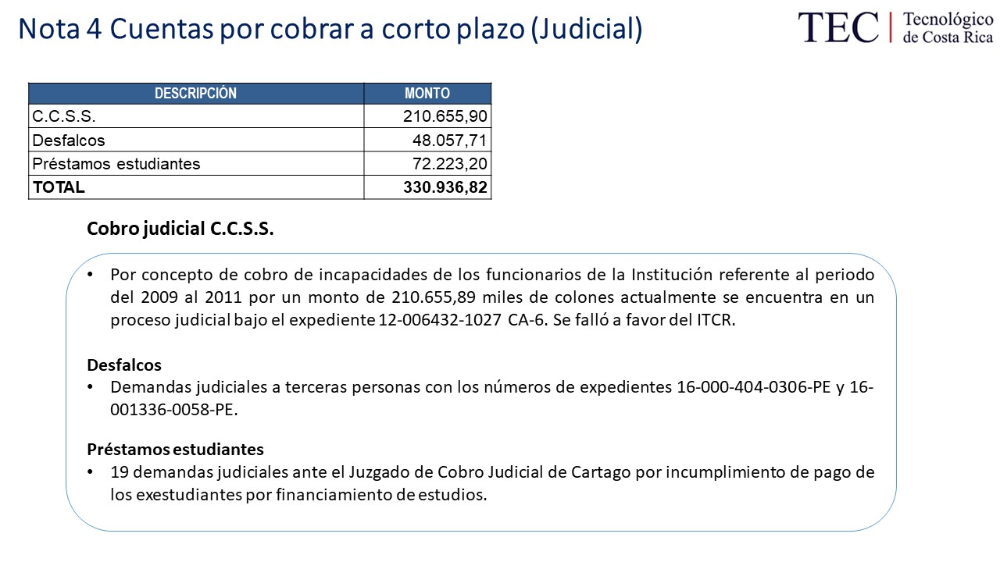 Nota 4 Cuentas por cobrar a corto plazo (Judicial)
TEC | Tecnológico
de Costa Rica
DESCRIPCIÓN MONTO
C.C.S.S. 210.655,90
Desfalcos 48.057,71
Préstamos estudiantes 72.223,20
TOTAL 330.936,82
Cobro judicial C.C.S.S.
• Por concepto de cobro de incapacidades de los funcionarios de la Institución referente al periodo
del 2009 al 2011 por un monto de 210.655,89 miles de colones actualmente se encuentra en un
proceso judicial bajo el expediente 12-006432-1027 CA-6. Se falló a favor del ITCR.
Desfalcos
• Demandas judiciales a terceras personas con los números de expedientes 16-000-404-0306-PE y 16-
001336-0058-PE.
Préstamos estudiantes
• 19 demandas judiciales ante el Juzgado de Cobro Judicial de Cartago por incumplimiento de pago de
los exestudiantes por financiamiento de estudios.